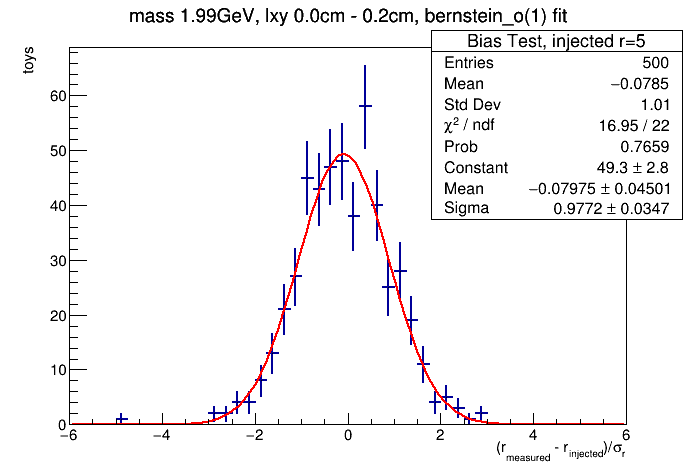 mass 1.99GeV, lxy 0.0cm - 0.2cm, bernstein_o(1) fit
Bias Test, injected r=5
Entries 500
Mean −0.0785
Std Dev 1.01
χ² / ndf 16.95 / 22
Prob 0.7659
Constant 49.3 ± 2.8
Mean −0.07975 ± 0.04501
Sigma 0.9772 ± 0.0347
toys
60
50
40
30
20
10
0
−6 −4 −2 0 2 4 6
(r_measured - r_injected)/σ_r